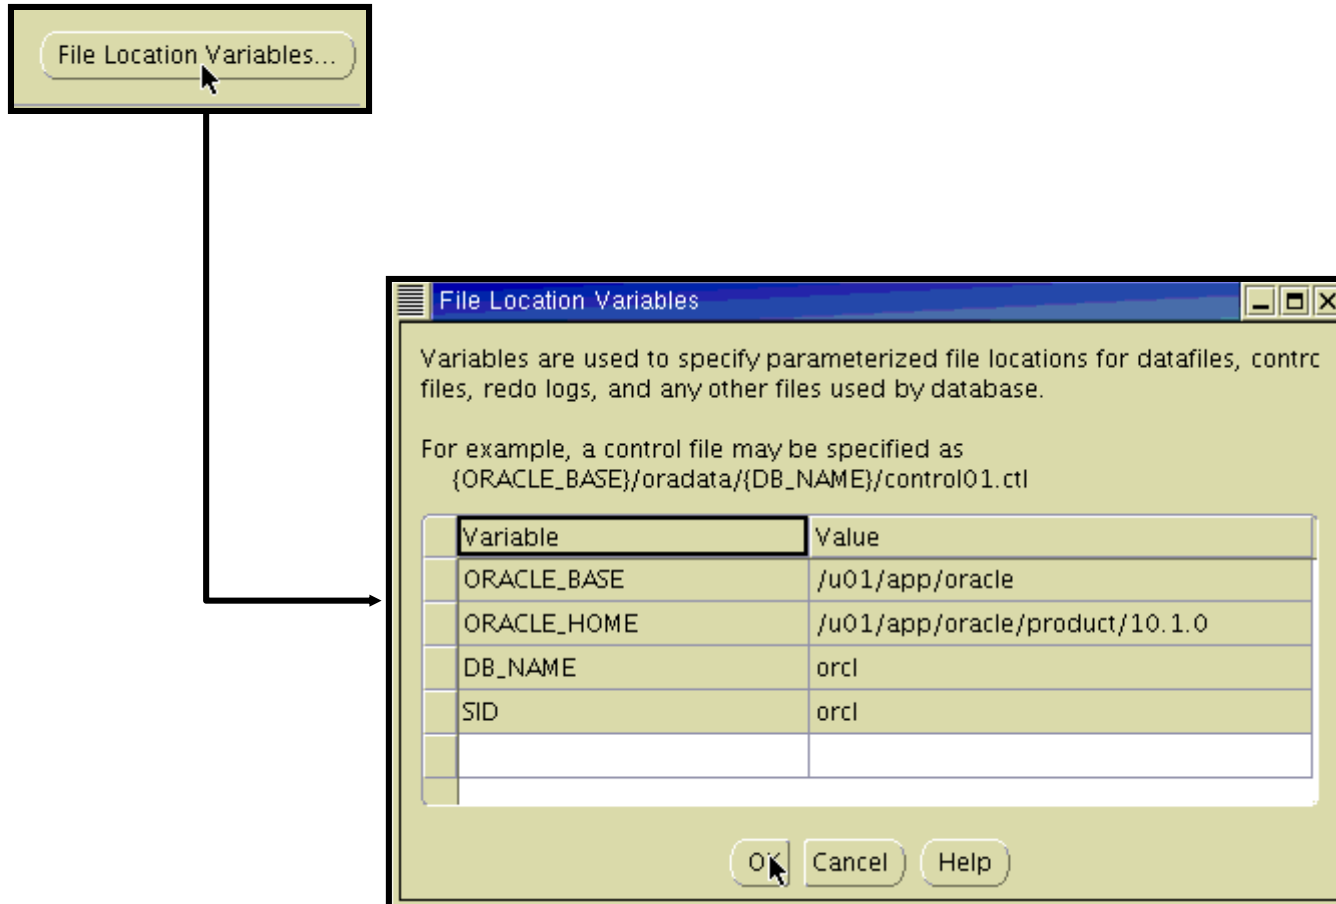 File Location Variables...
File Location Variables
Variables are used to specify parameterized file locations for datafiles, contrc
files, redo logs, and any other files used by database.
For example, a control file may be specified as
{ORACLE_BASE}/oradata/{DB_NAME}/control01.ctl
Variable Value
ORACLE_BASE /u01/app/oracle
ORACLE_HOME /u01/app/oracle/product/10.1.0
DB_NAME orcl
SID orcl
OK Cancel Help